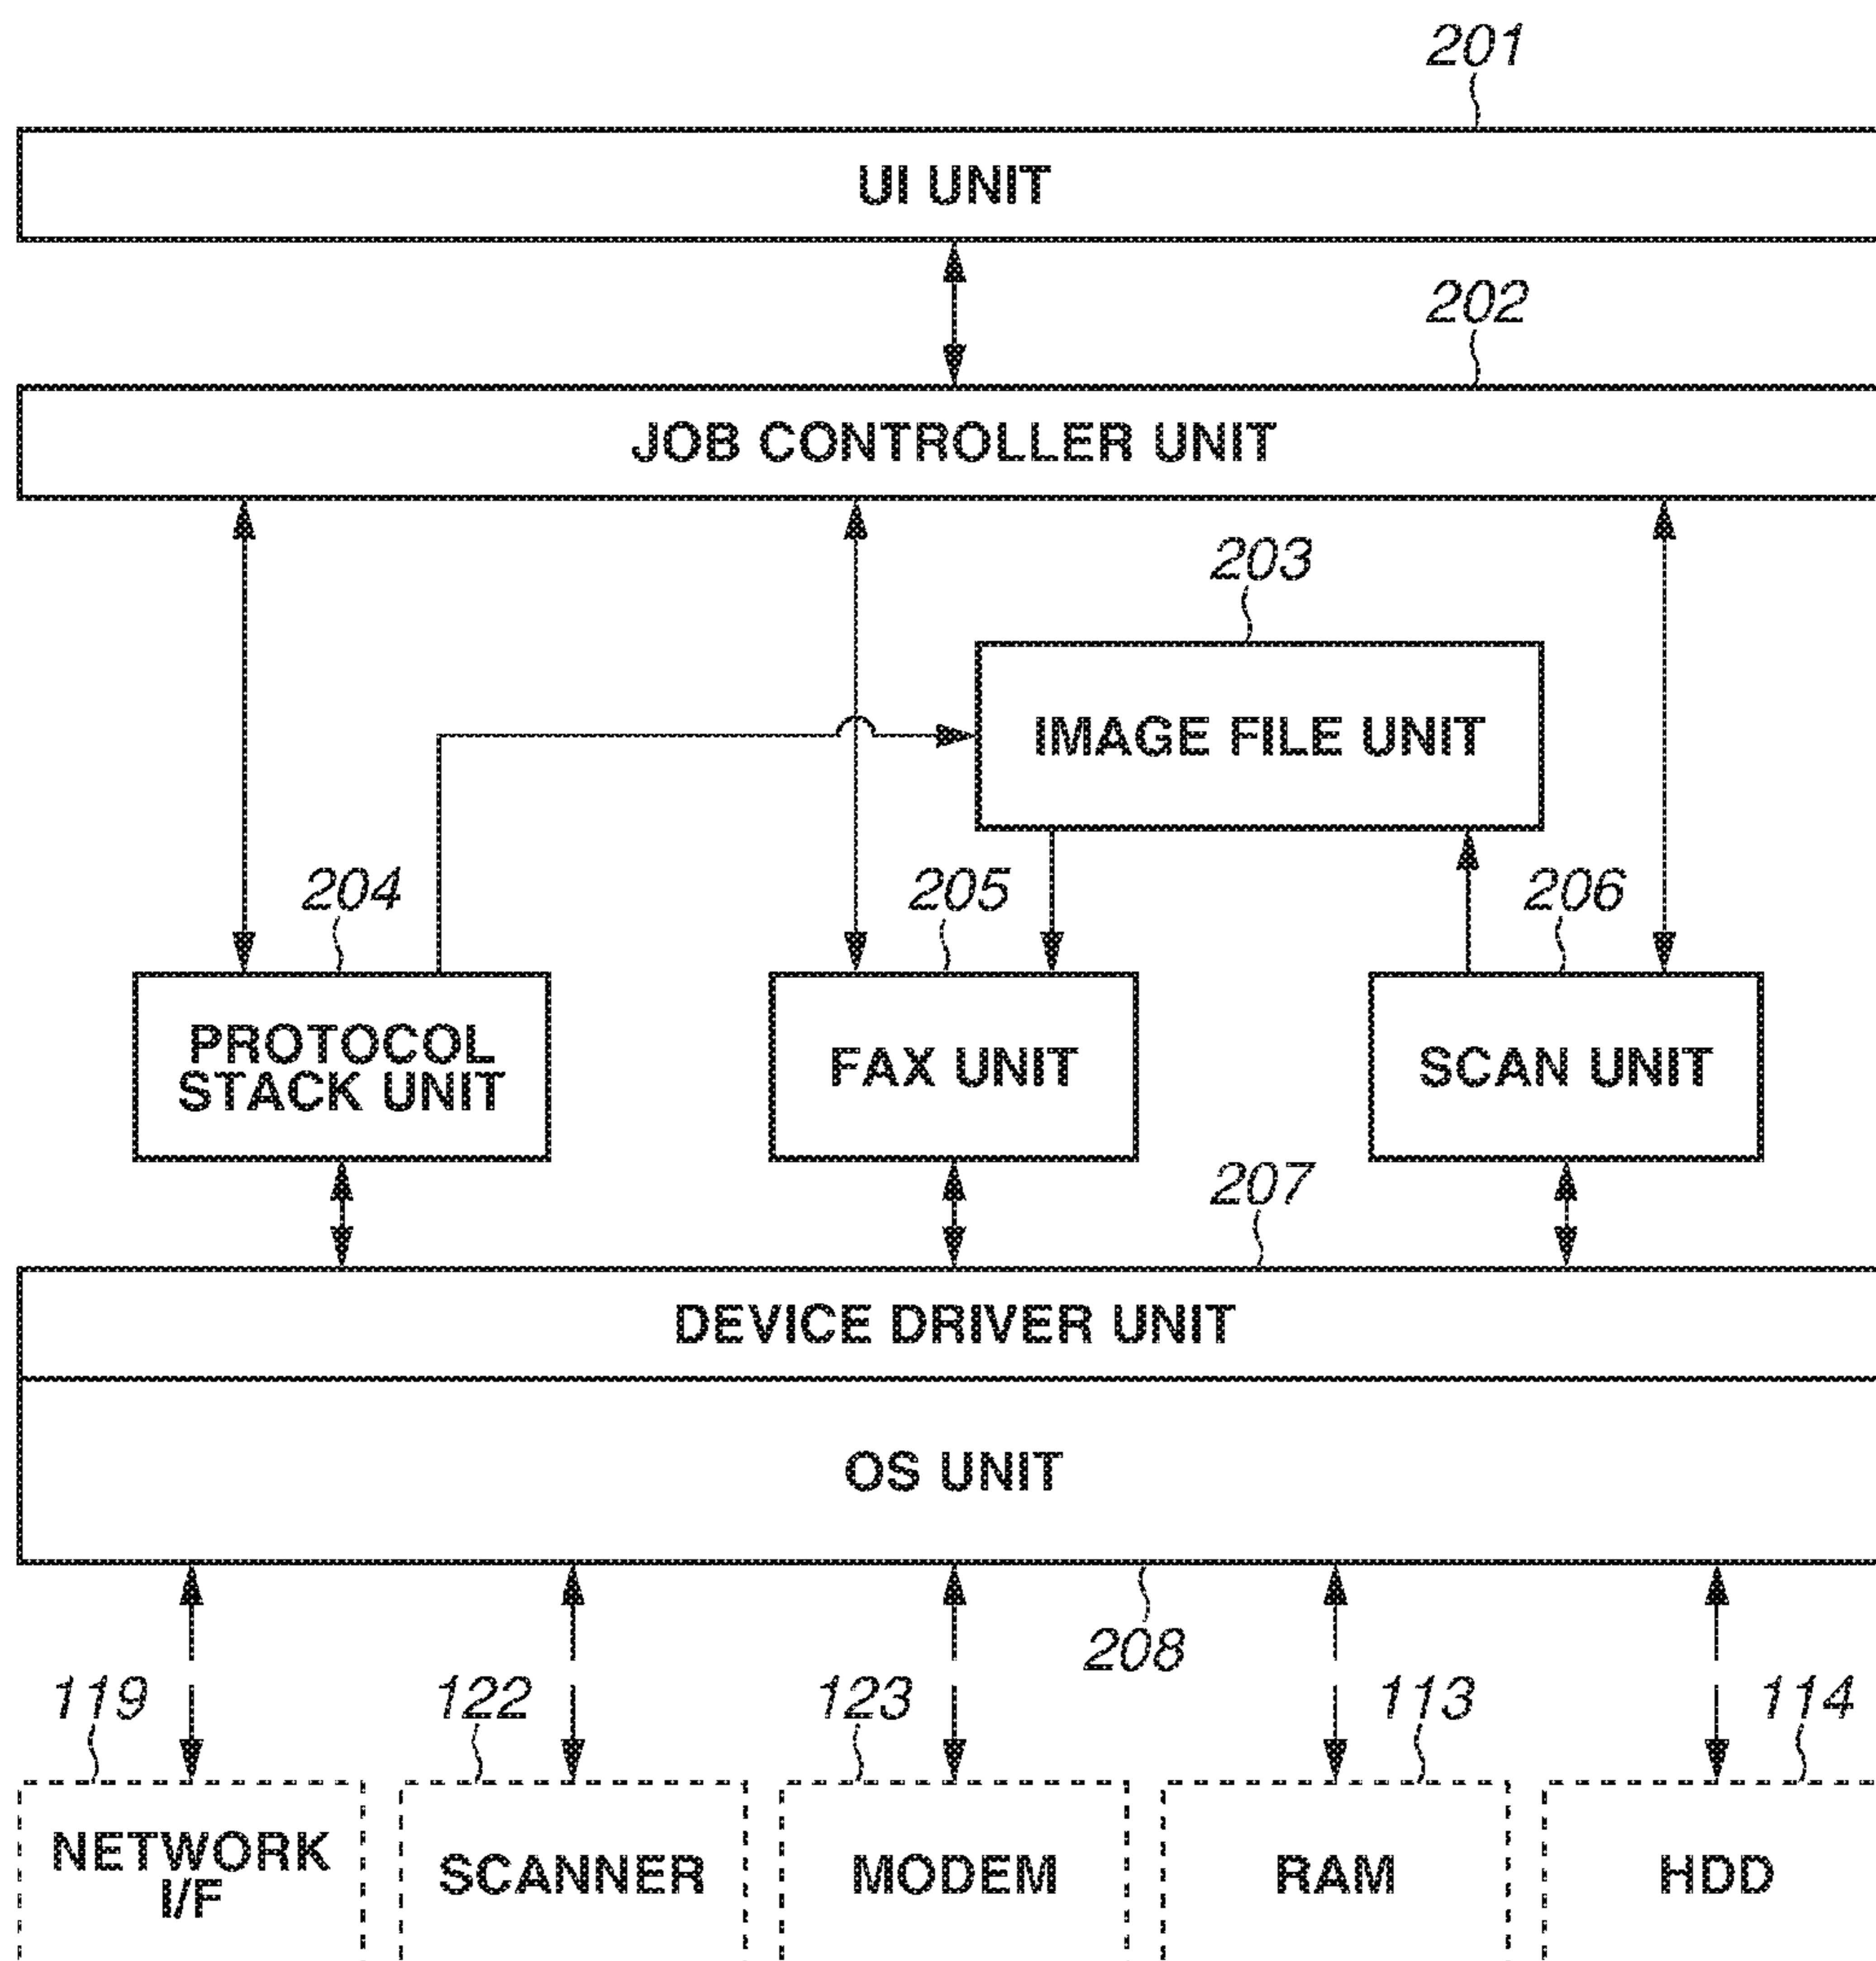 201
UI UNIT
202
JOB CONTROLLER UNIT
203
IMAGE FILE UNIT
204
205
206
PROTOCOL
STACK UNIT
FAX UNIT
SCAN UNIT
207
DEVICE DRIVER UNIT
OS UNIT
208
119
122
123
113
114
NETWORK
I/F
SCANNER
MODEM
RAM
HDD